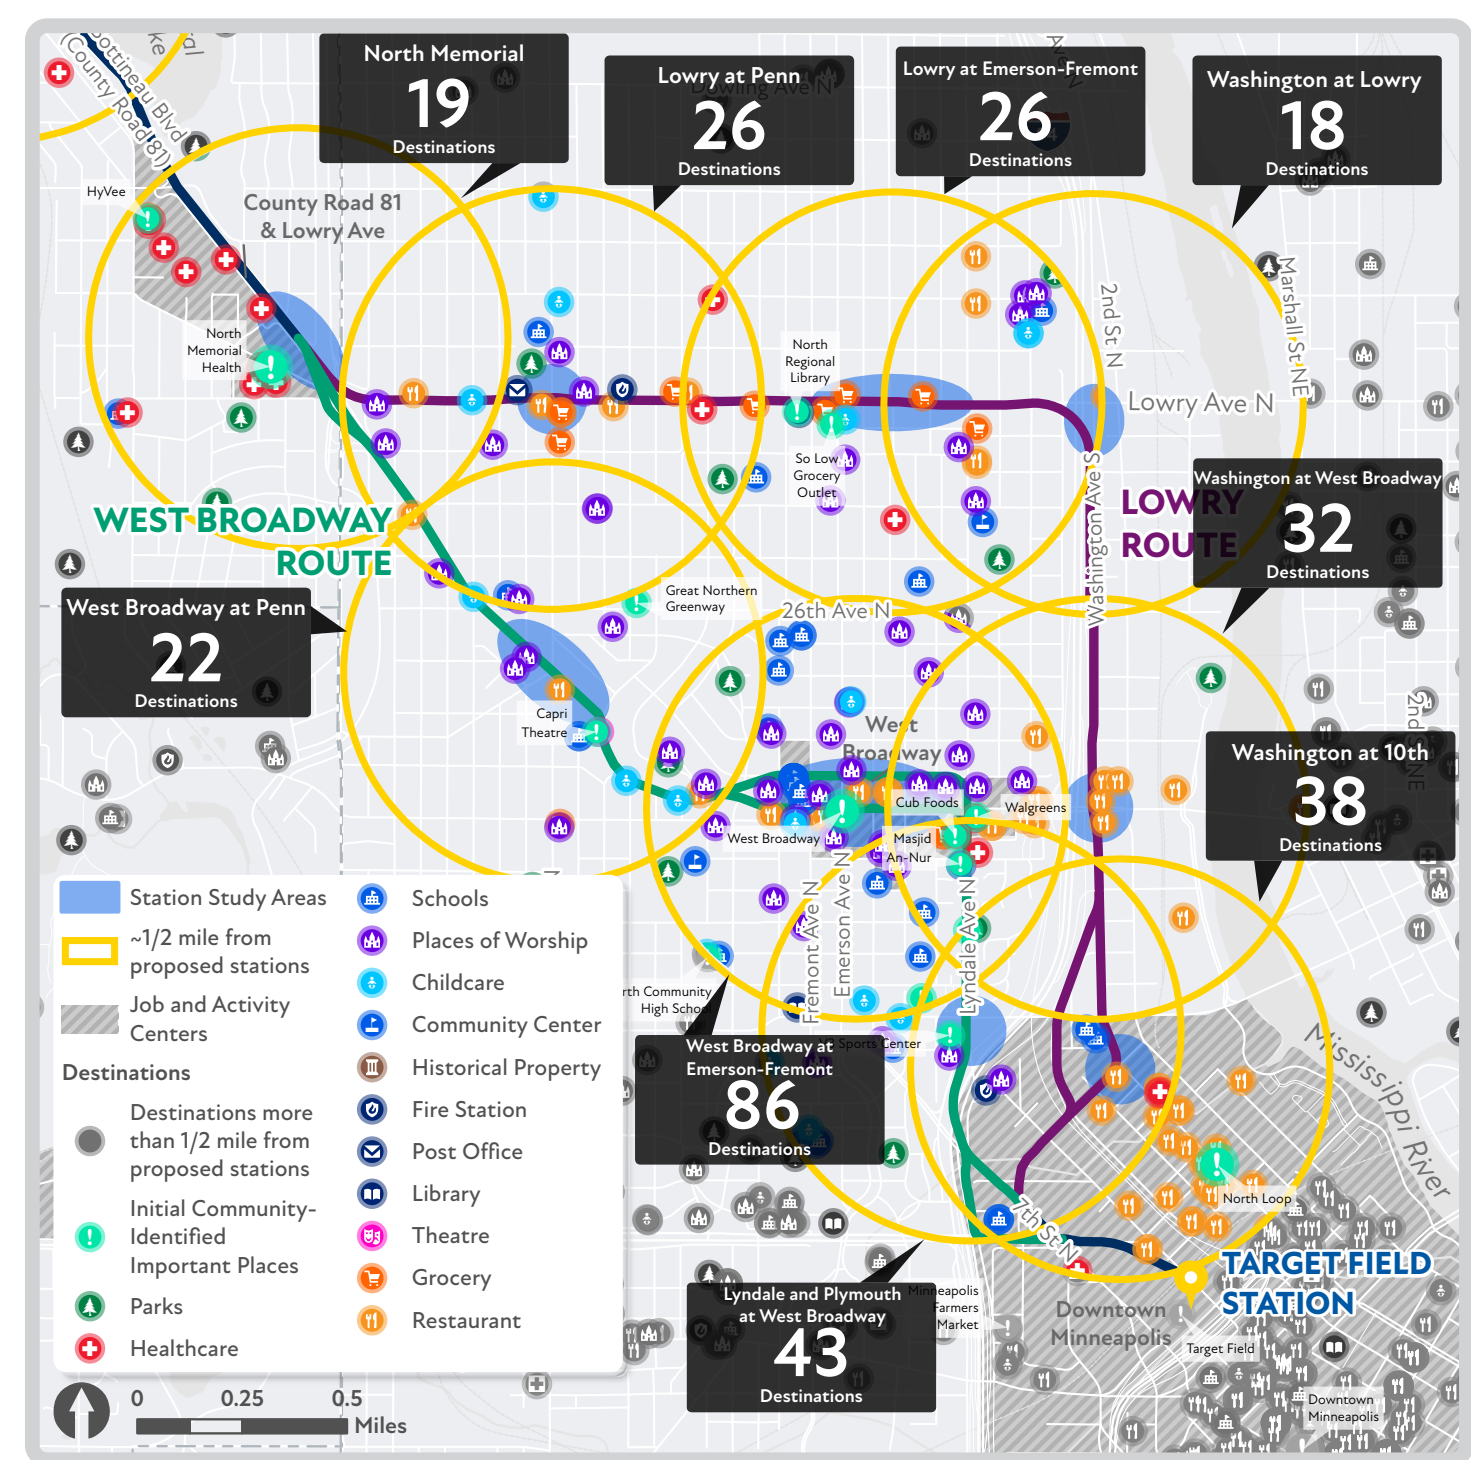 Bottineau Blvd
(County Road 81)
North Memorial
19
Destinations
Lowry at Penn
26
Destinations
Dowling Ave N
Lowry at Emerson-Fremont
26
Destinations
Washington at Lowry
18
Destinations
HyVee
County Road 81
& Lowry Ave
North
Memorial
Health
North
Regional
Library
So Low
Grocery
Outlet
2nd St N
Marshall St NE
Lowry Ave N
Washington Ave S
WEST BROADWAY
ROUTE
LOWRY
ROUTE
Washington at West Broadway
32
Destinations
West Broadway at Penn
22
Destinations
Great Northern
Greenway
26th Ave N
Capri
Theatre
West
Broadway
Cub Foods
Walgreens
West Broadway
Masjid
An-Nur
Washington at 10th
38
Destinations
Fremont Ave N
Emerson Ave N
Lyndale Ave N
High School
Sports Center
West Broadway at
Emerson-Fremont
86
Destinations
Mississippi River
North Loop
7th St N
TARGET FIELD
STATION
Lyndale and Plymouth
at West Broadway
43
Destinations
Minneapolis
Farmers
Market
Downtown
Minneapolis
Target Field
Downtown
Minneapolis
Station Study Areas
~1/2 mile from
proposed stations
Job and Activity
Centers
Destinations
Destinations more
than 1/2 mile from
proposed stations
Initial Community-
Identified
Important Places
Parks
Healthcare
Schools
Places of Worship
Childcare
Community Center
Historical Property
Fire Station
Post Office
Library
Theatre
Grocery
Restaurant
0 0.25 0.5
Miles